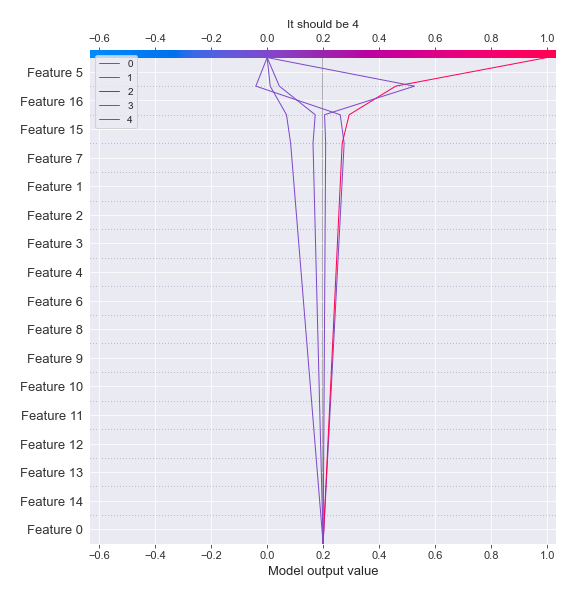 It should be 4
−0.6 −0.4 −0.2 0.0 0.2 0.4 0.6 0.8 1.0
0
1
2
3
4
Feature 5
Feature 16
Feature 15
Feature 7
Feature 1
Feature 2
Feature 3
Feature 4
Feature 6
Feature 8
Feature 9
Feature 10
Feature 11
Feature 12
Feature 13
Feature 14
Feature 0
−0.6 −0.4 −0.2 0.0 0.2 0.4 0.6 0.8 1.0
Model output value